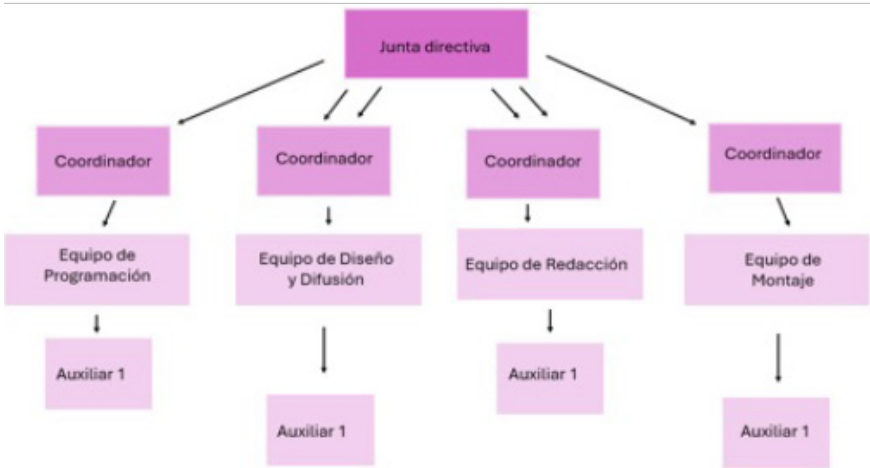 Junta directiva
Coordinador
Coordinador
Coordinador
Coordinador
Equipo de
Programación
Equipo de Diseño
y Difusión
Equipo de Redacción
Equipo de
Montaje
Auxiliar 1
Auxiliar 1
Auxiliar 1
Auxiliar 1